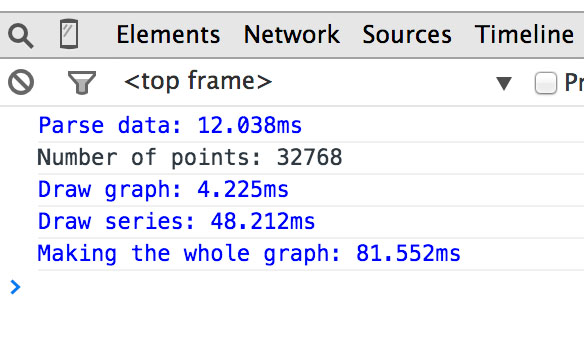 Elements Network Sources Timeline
<top frame> ▼ Pr
Parse data: 12.038ms
Number of points: 32768
Draw graph: 4.225ms
Draw series: 48.212ms
Making the whole graph: 81.552ms
>